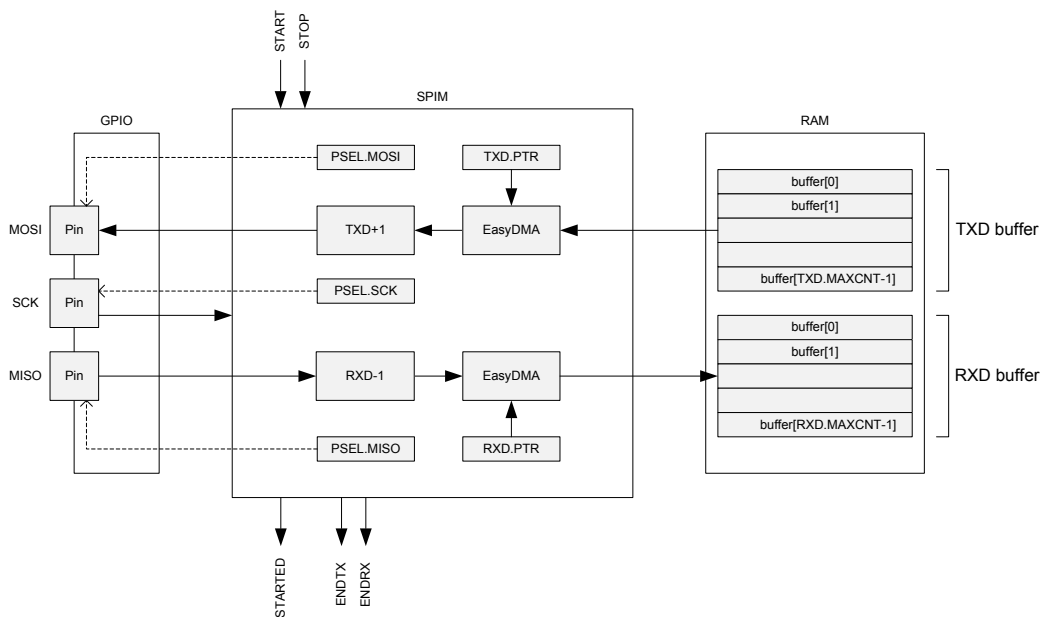 START
STOP
SPIM
GPIO
RAM
PSEL.MOSI
TXD.PTR
buffer[0]
buffer[1]
MOSI
Pin
TXD+1
EasyDMA
TXD buffer
buffer[TXD.MAXCNT-1]
PSEL.SCK
SCK
Pin
buffer[0]
buffer[1]
MISO
Pin
RXD-1
EasyDMA
RXD buffer
buffer[RXD.MAXCNT-1]
PSEL.MISO
RXD.PTR
STARTED
ENDTX
ENDRX